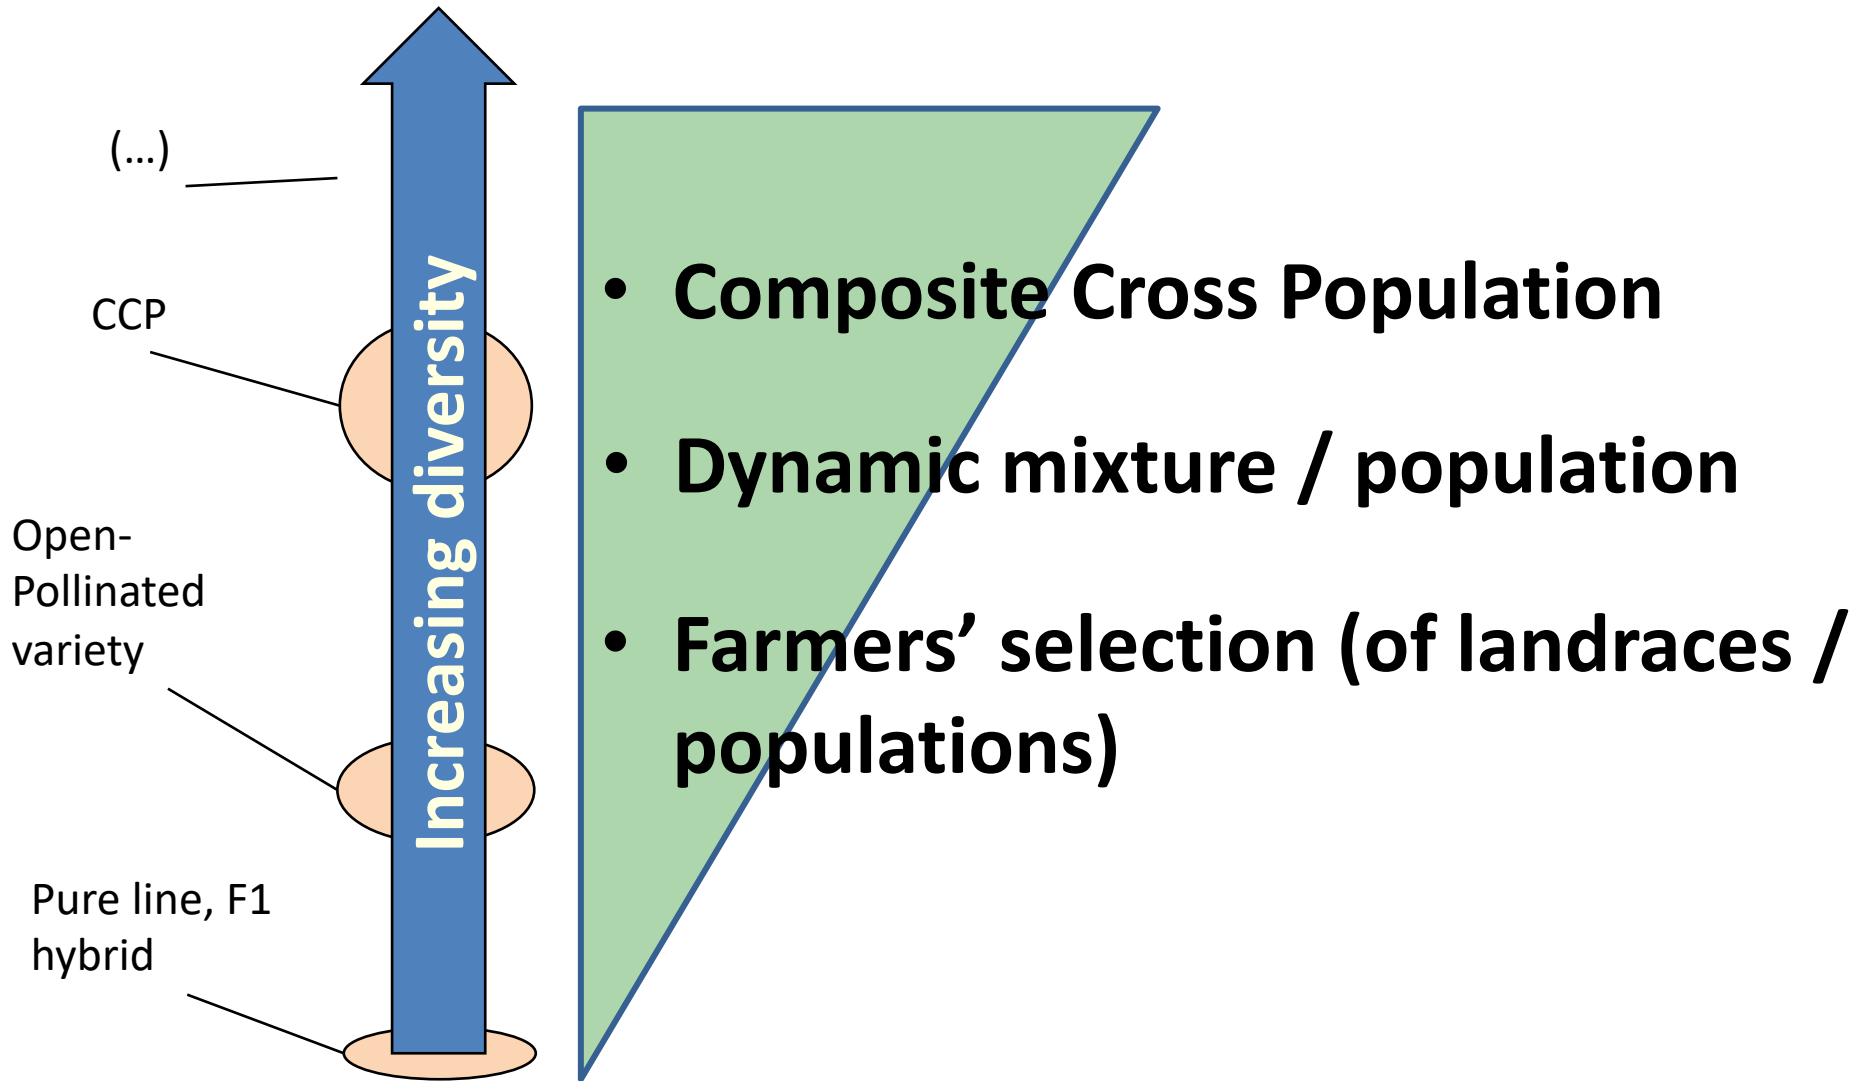 (...)
CCP
Open-
Pollinated
variety
Pure line, F1
hybrid
Increasing diversity
• Composite Cross Population
• Dynamic mixture / population
• Farmers’ selection (of landraces /
populations)